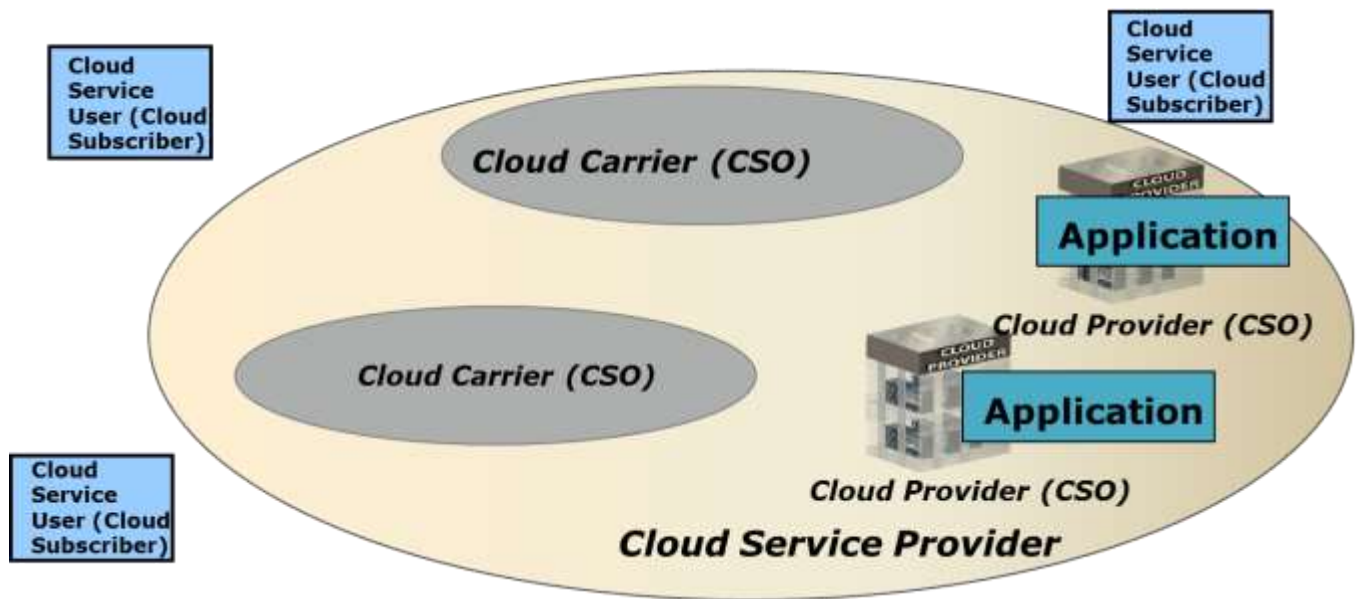 Cloud
Service
User (Cloud
Subscriber)
Cloud
Service
User (Cloud
Subscriber)
Cloud Carrier (CSO)
CLOUD
PROVIDER
Application
Cloud Provider (CSO)
CLOUD
PROVIDER
Cloud Carrier (CSO)
Application
Cloud Provider (CSO)
Cloud
Service
User (Cloud
Subscriber)
Cloud Service Provider